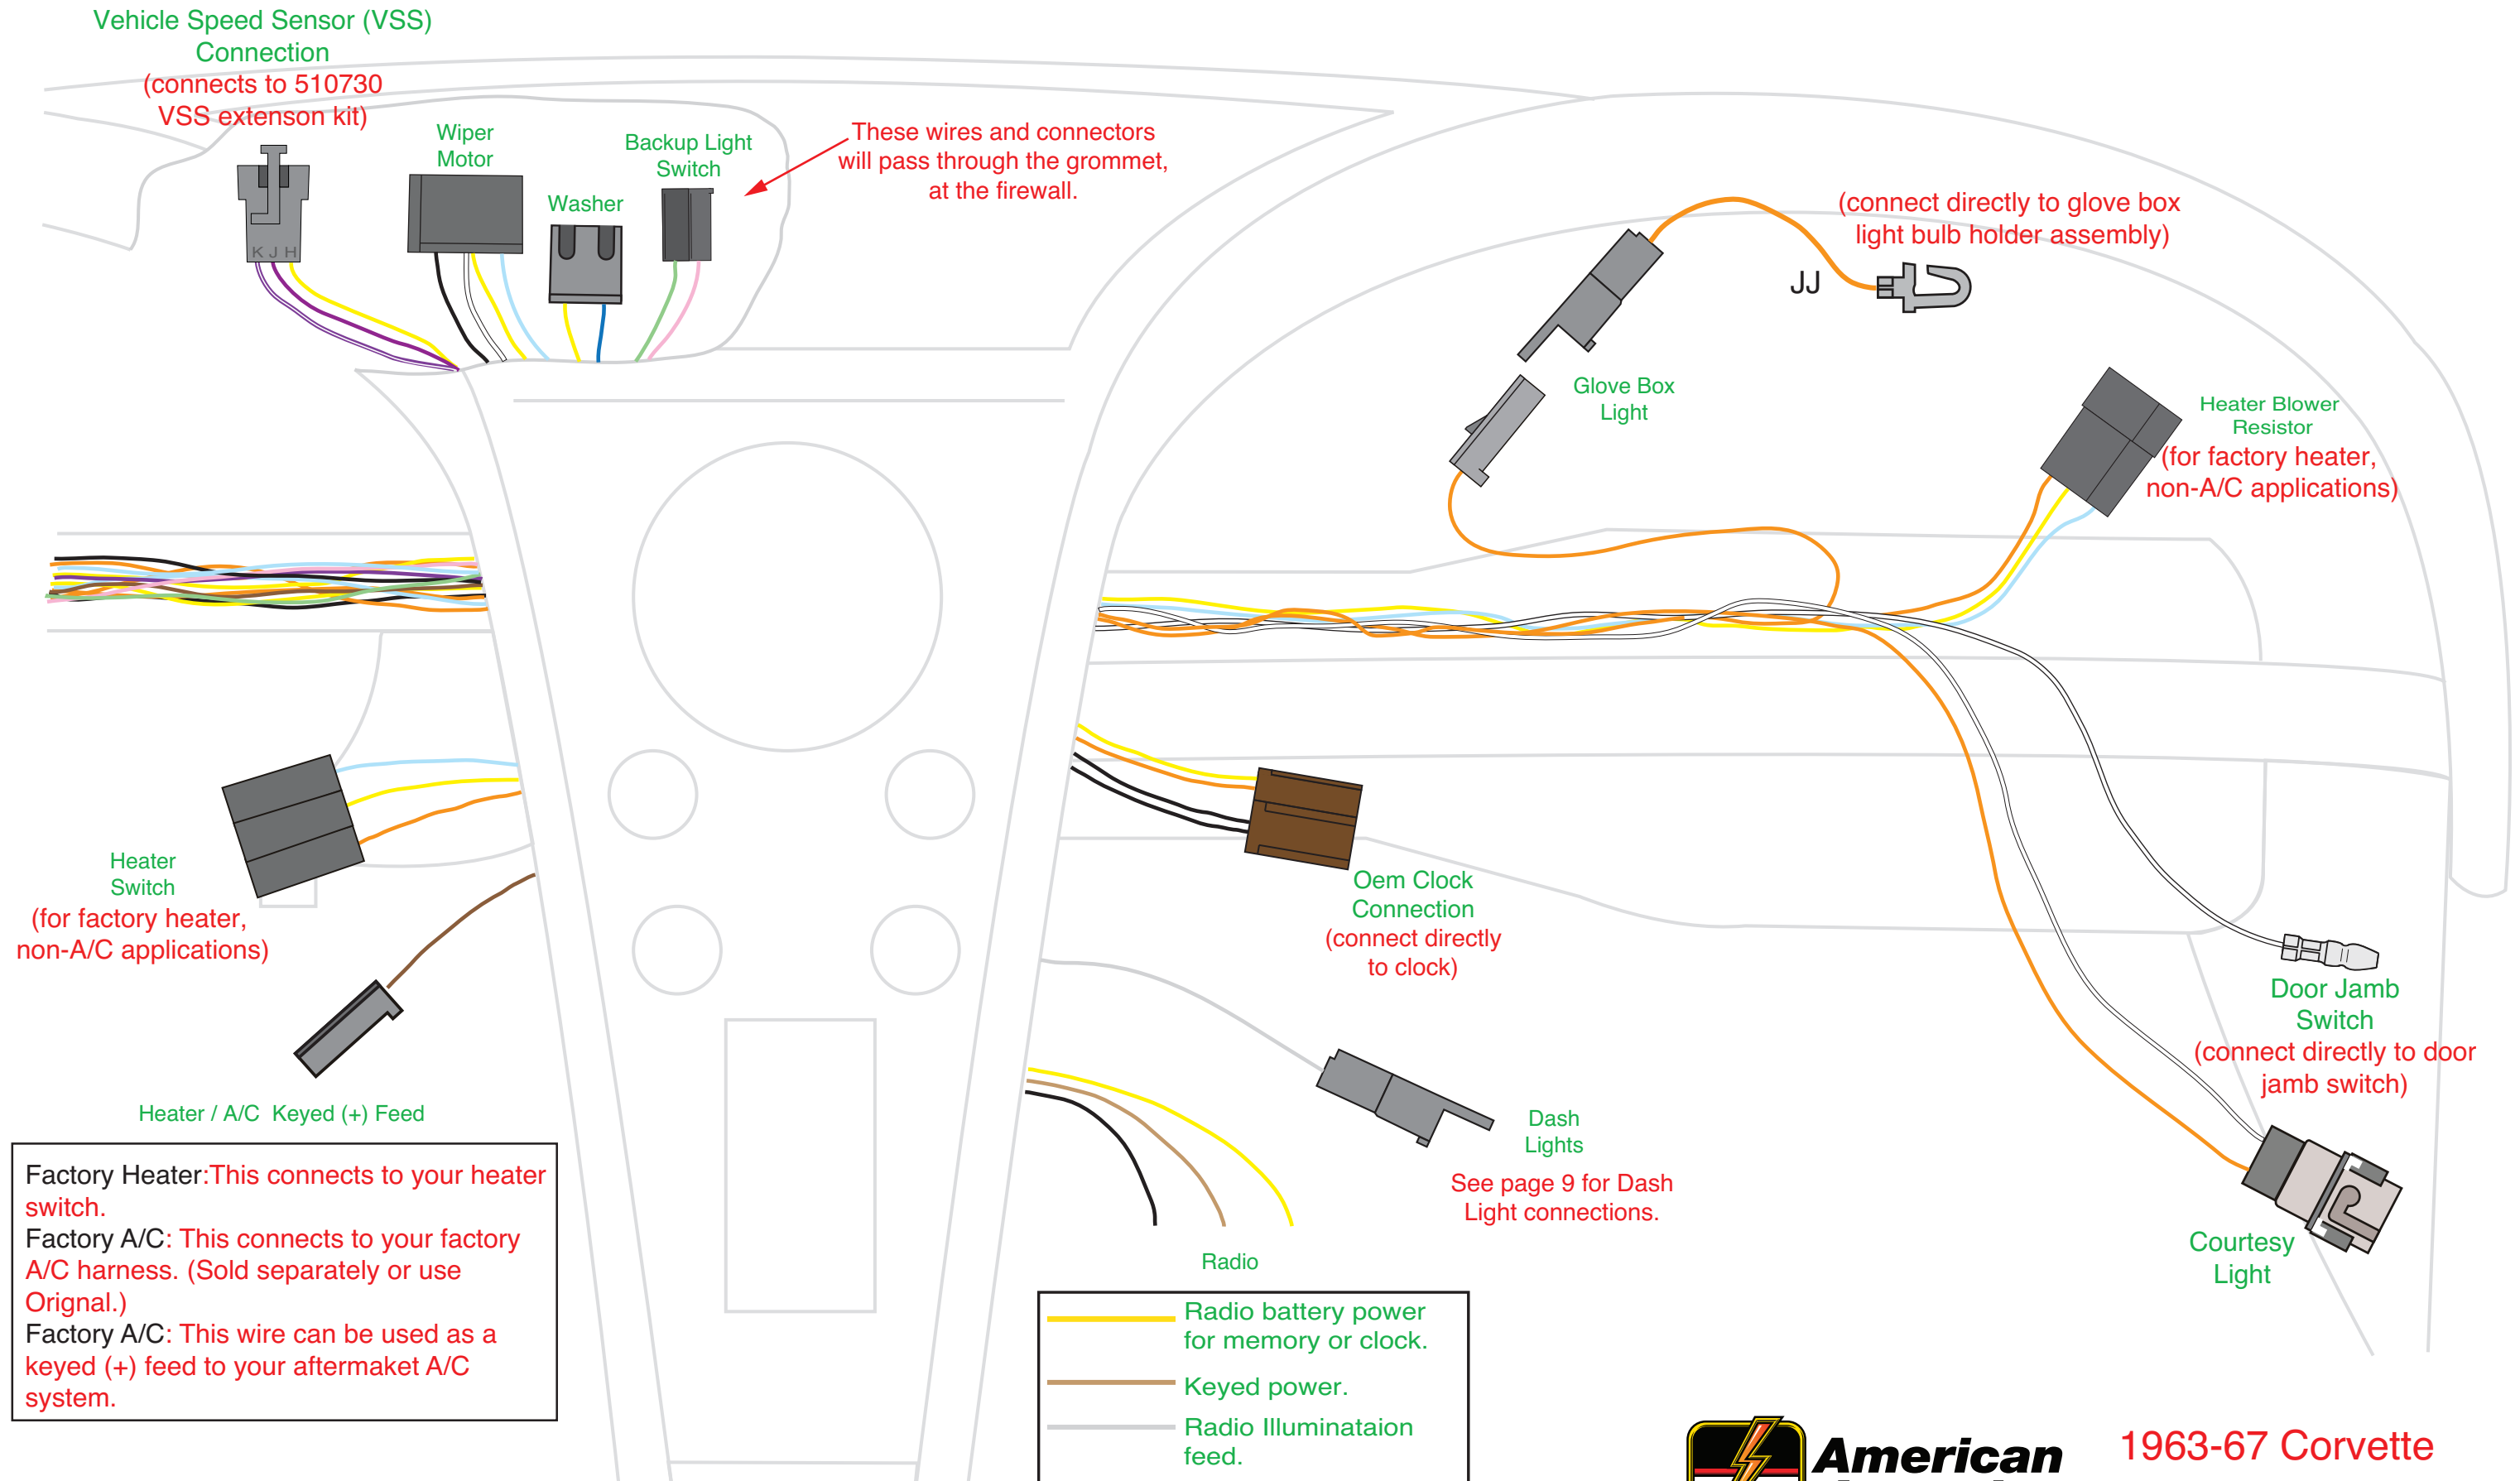 Vehicle Speed Sensor (VSS)
Connection
(connects to 510730
VSS extenson kit)
K J H
Wiper
Motor
Washer
Backup Light
Switch
These wires and connectors
will pass through the grommet,
at the firewall.
(connect directly to glove box
light bulb holder assembly)
JJ
Glove Box
Light
Heater Blower
Resistor
(for factory heater,
non-A/C applications)
Heater
Switch
(for factory heater,
non-A/C applications)
Oem Clock
Connection
(connect directly
to clock)
Door Jamb
Switch
(connect directly to door
jamb switch)
Heater / A/C Keyed (+) Feed
Dash
Lights
See page 9 for Dash
Light connections.
Factory Heater:This connects to your heater
switch.
Factory A/C: This connects to your factory
A/C harness. (Sold separately or use
Orignal.)
Factory A/C: This wire can be used as a
keyed (+) feed to your aftermaket A/C
system.
Courtesy
Light
Radio
Radio battery power
for memory or clock.
Keyed power.
Radio Illuminataion
feed.
American
1963-67 Corvette